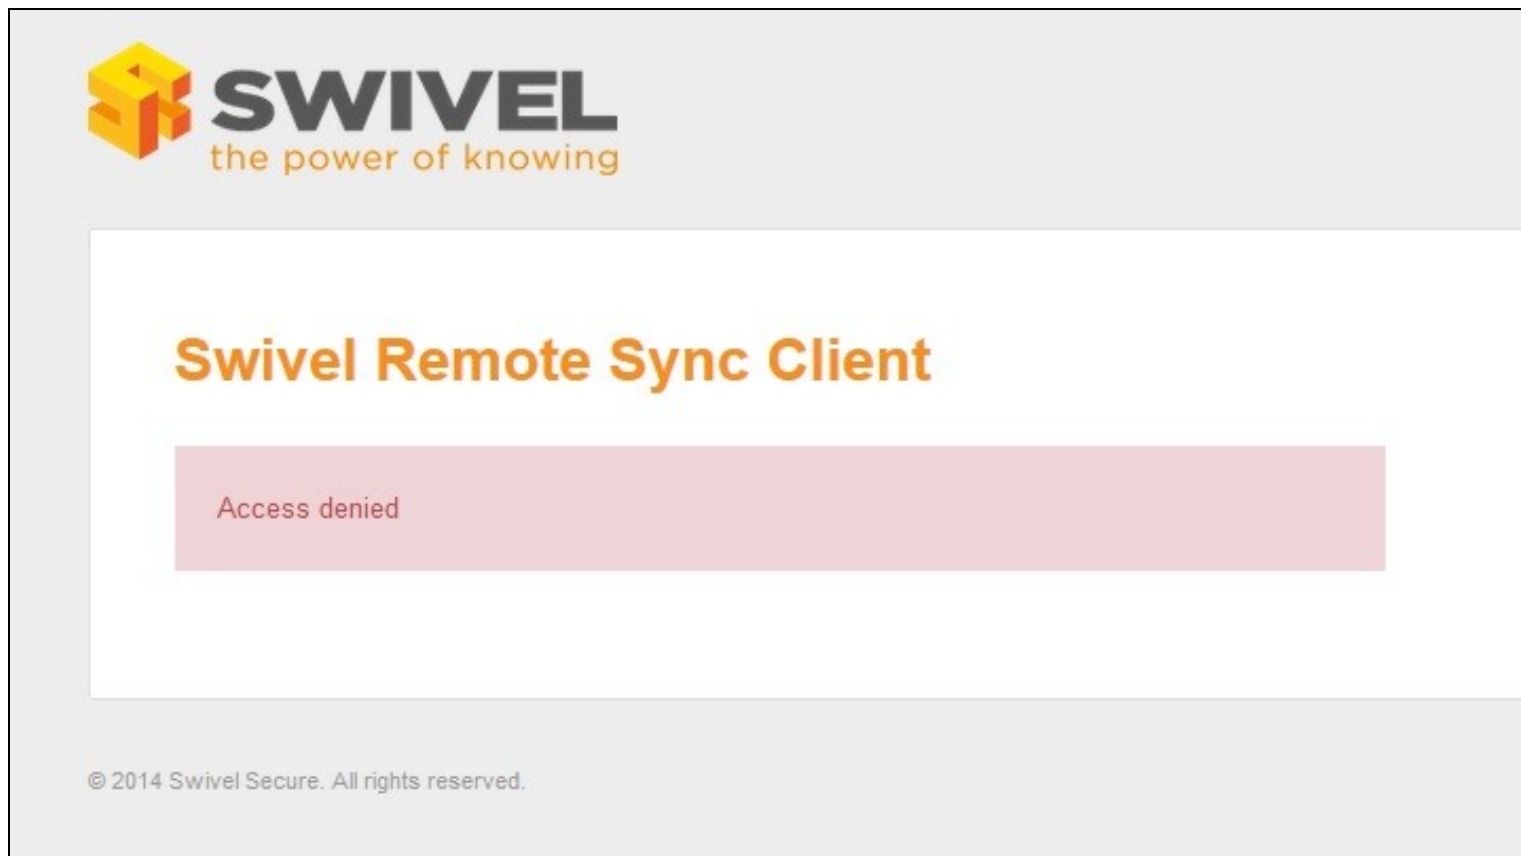 SWIVEL
the power of knowing
Swivel Remote Sync Client
Access denied
© 2014 Swivel Secure. All rights reserved.